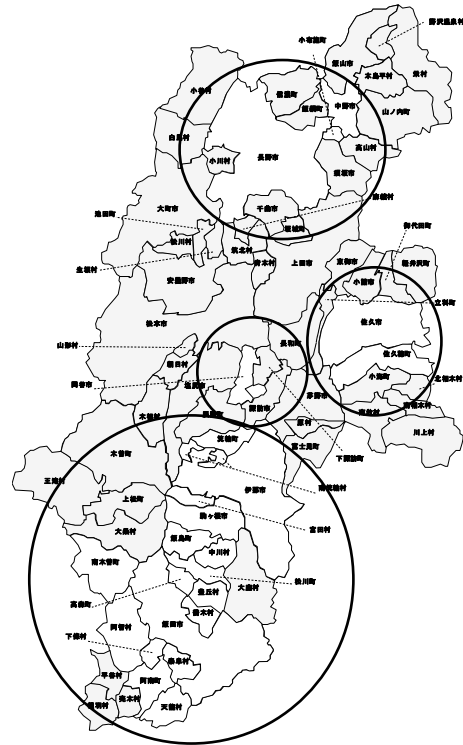 野沢温泉村
小布施町
飯山市
木島平村
栄村
小谷村
信濃町
飯綱町
中野市
山ノ内町
白馬村
小川村
長野市
高山村
須坂市
大町市
千曲市
坂城町
麻績村
池田町
松川村
筑北村
青木村
上田市
御代田町
東御市
軽井沢町
生坂村
安曇野市
小諸市
立科町
松本市
佐久市
山形村
長和町
佐久穂町
朝日村
岡谷市
塩尻市
小海町
北相木村
茅野市
諏訪市
南牧村
南相木村
木祖村
辰野町
原村
川上村
木曽町
箕輪町
富士見町
下諏訪町
王滝村
上松町
伊那市
南箕輪村
大桑村
駒ヶ根市
宮田村
飯島町
中川村
南木曽町
大鹿村
松川町
高森町
豊丘村
喬木村
阿智村
飯田市
下條村
泰阜村
平谷村
阿南町
売木村
根羽村
天龍村